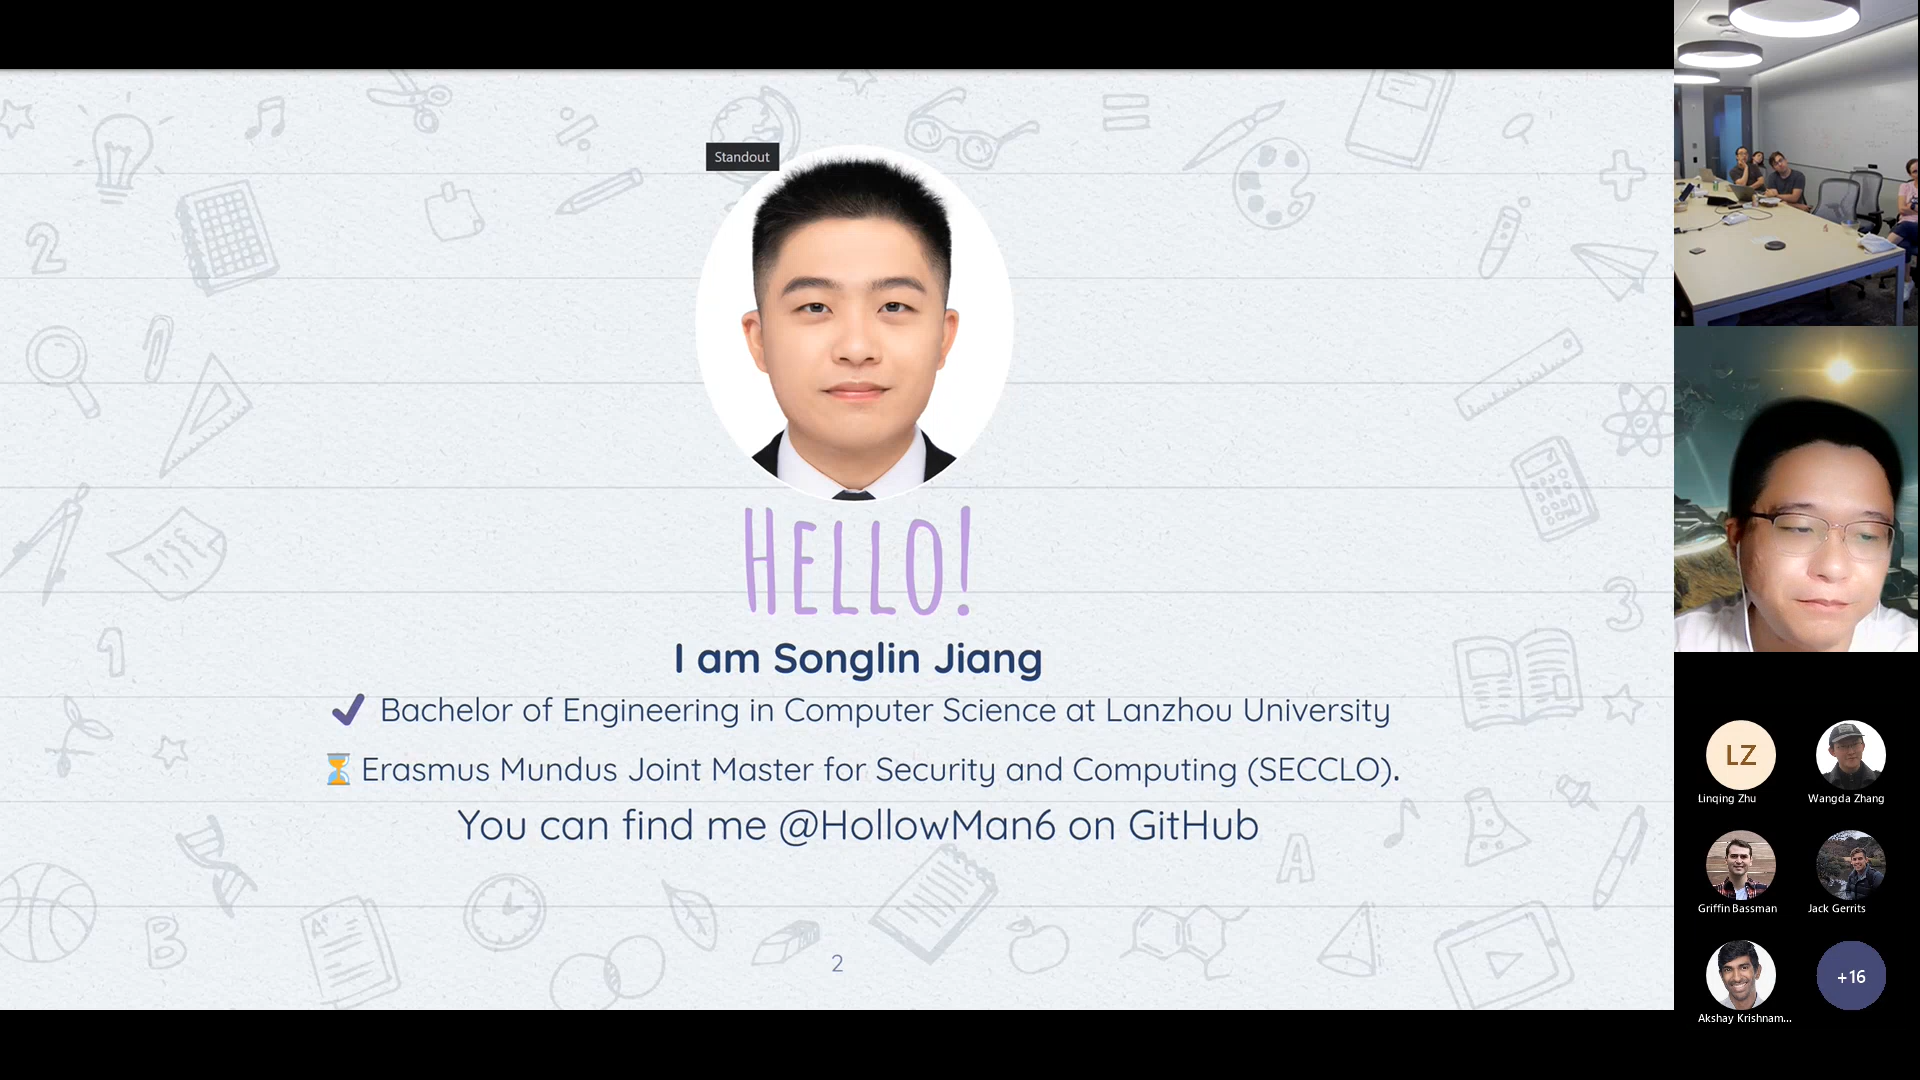 Standout
HELLO!
I am Songlin Jiang
✔ Bachelor of Engineering in Computer Science at Lanzhou University
⏳ Erasmus Mundus Joint Master for Security and Computing (SECCLO).
You can find me @HollowMan6 on GitHub
2
LZ
Linqing Zhu
Wangda Zhang
Griffin Bassman
Jack Gerrits
Akshay Krishnam...
+16